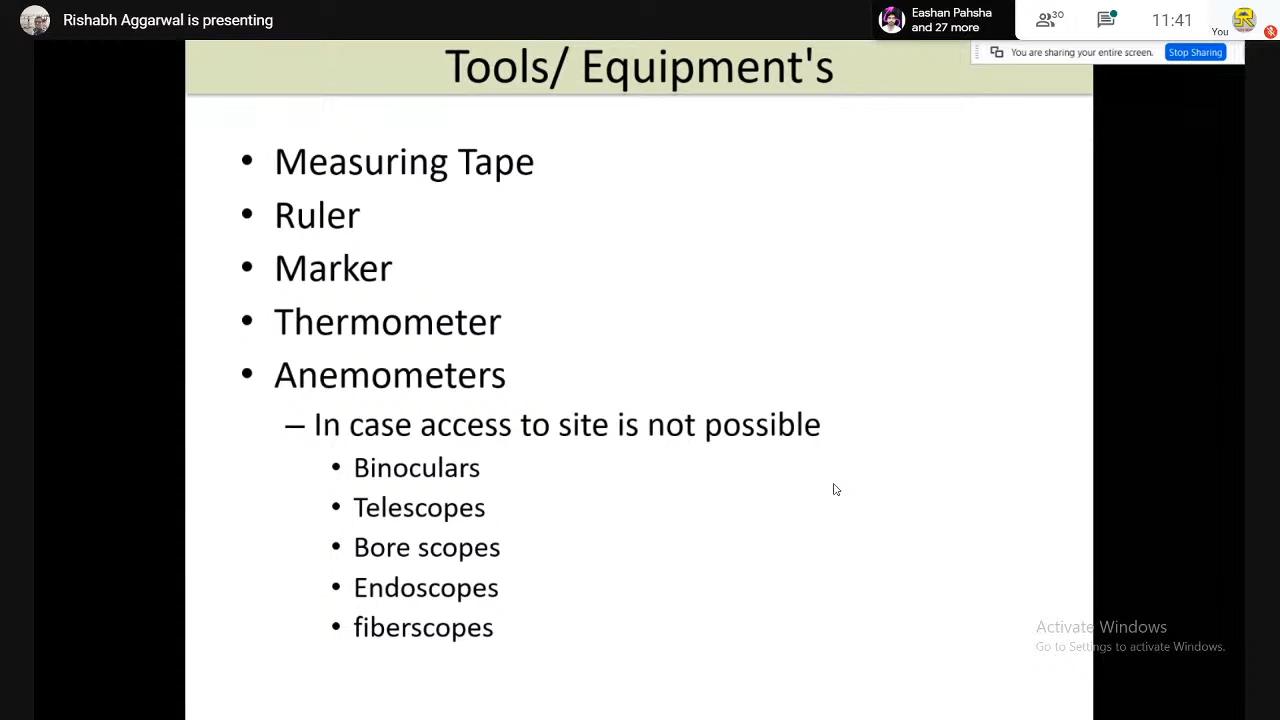 Rishabh Aggarwal is presenting
Eashan Pahsha
and 27 more
30
11:41
You
You are sharing your entire screen.
Stop Sharing
Tools/ Equipment's
• Measuring Tape
• Ruler
• Marker
• Thermometer
• Anemometers
– In case access to site is not possible
• Binoculars
• Telescopes
• Bore scopes
• Endoscopes
• fiberscopes
Activate Windows
Go to Settings to activate Windows.